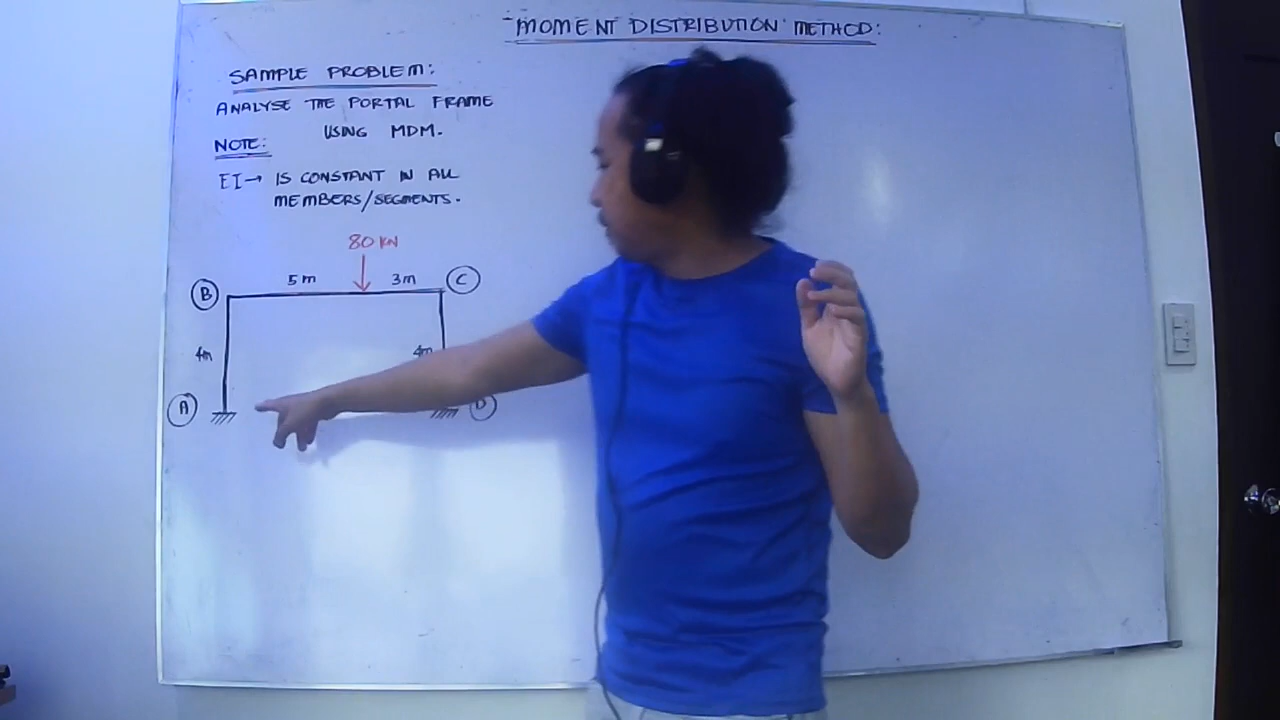 "MOMENT DISTRIBUTION" METHOD:
SAMPLE PROBLEM:
ANALYSE THE PORTAL FRAME
USING MDM.
NOTE:
EI→ IS CONSTANT IN ALL
MEMBERS/SEGMENTS.
80 KN
5m 3m
B C
4m 4m
A D